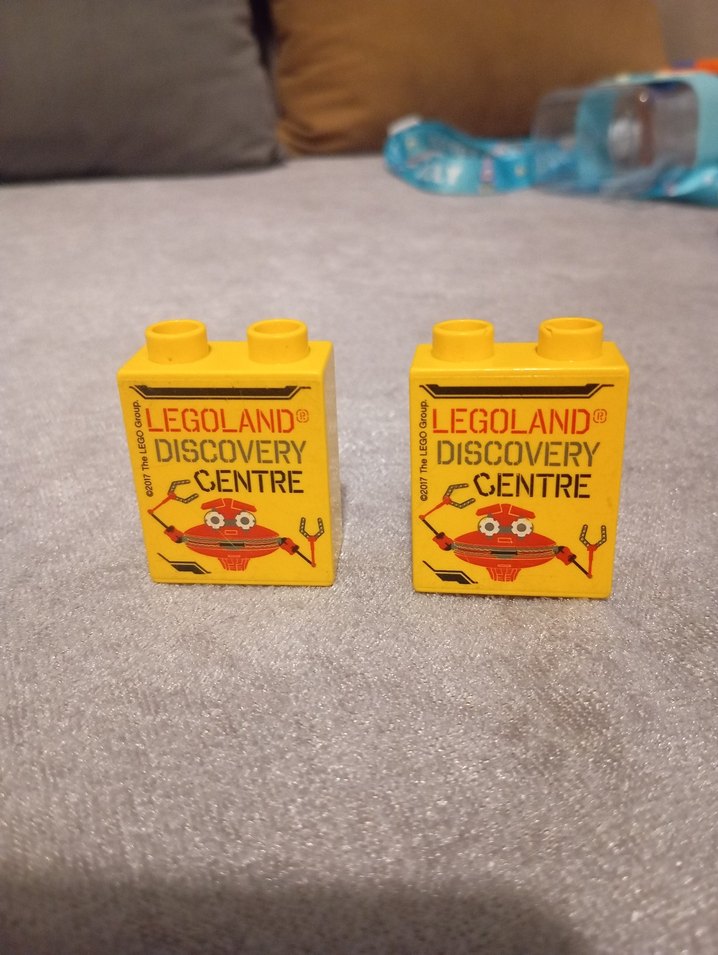 LEGOLAND®
DISCOVERY
CENTRE
©2017 The LEGO Group.
LEGOLAND®
DISCOVERY
CENTRE
©2017 The LEGO Group.